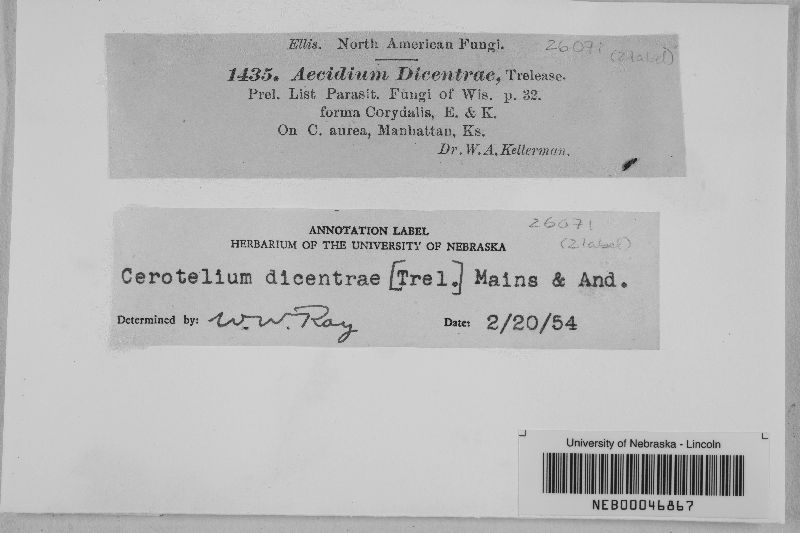 Ellis. North American Fungi.
26071
(2 label)
1435. Aecidium Dicentrae, Trelease.
Prel. List Parasit. Fungi of Wis. p. 32.
forma Corydalis, E. & K.
On C. aurea, Manhattan, Ks.
Dr. W. A. Kellerman.
26071
(2 label)
ANNOTATION LABEL
HERBARIUM OF THE UNIVERSITY OF NEBRASKA
Cerotelium dicentrae [Trel.] Mains & And.
Determined by: W. W. Ray Date: 2/20/54
University of Nebraska - Lincoln
NEB00046867